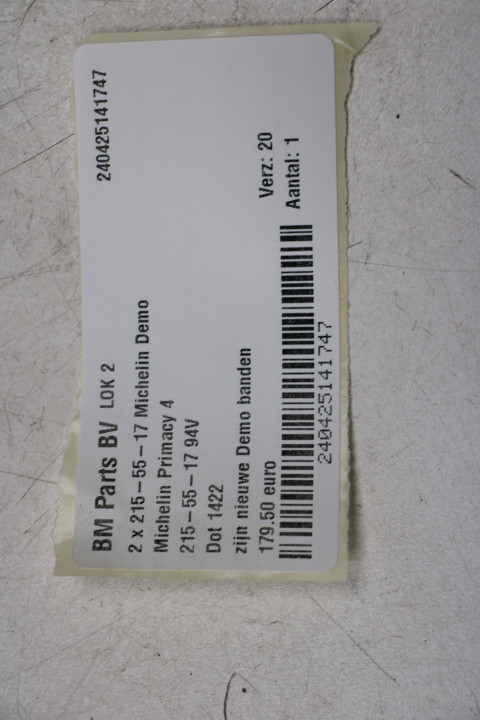 BM Parts BV LOK 2 240425141747
2 x 215-55-17 Michelin Demo
Michelin Primacy 4
215-55-17 94V
Dot 1422
zijn nieuwe Demo banden Verz: 20
179.50 euro Aantal: 1
240425141747